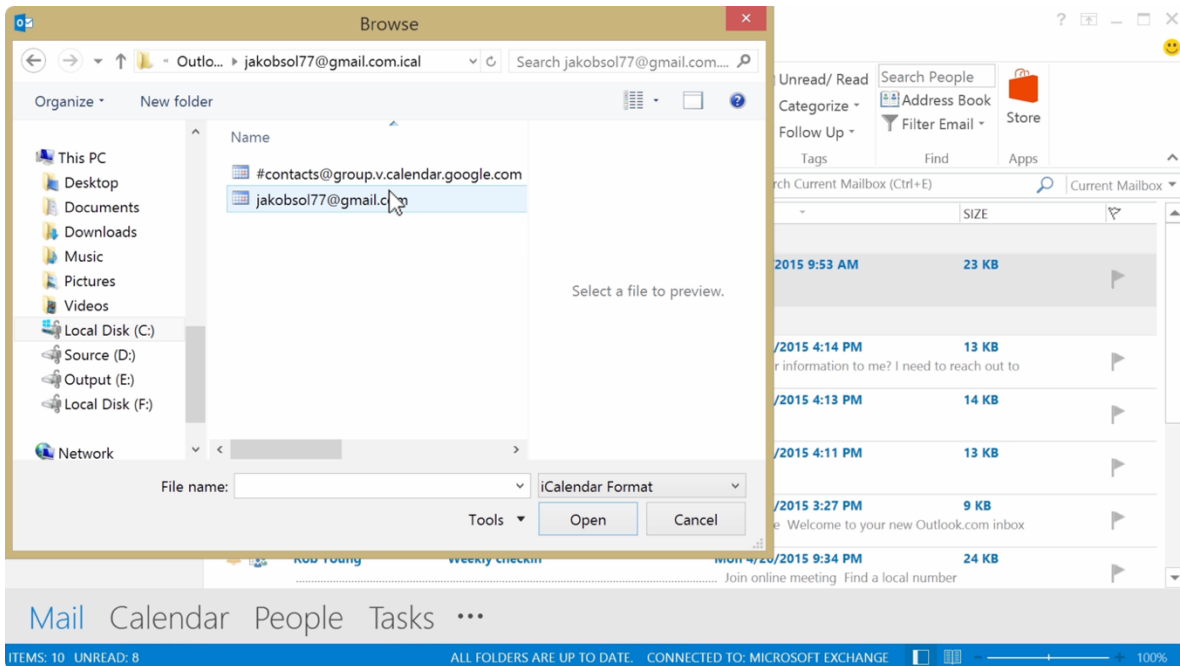 Browse
Outlo... jakobsol77@gmail.com.ical
Search jakobsol77@gmail.com....
Organize
New folder
Name
This PC
Desktop
Documents
Downloads
Music
Pictures
Videos
Local Disk (C:)
Source (D:)
Output (E:)
Local Disk (F:)
Network
#contacts@group.v.calendar.google.com
jakobsol77@gmail.com
Select a file to preview.
File name:
iCalendar Format
Tools
Open
Cancel
Unread/ Read
Categorize
Follow Up
Tags
Search People
Address Book
Filter Email
Find
Store
Apps
rch Current Mailbox (Ctrl+E)
Current Mailbox
SIZE
2015 9:53 AM 23 KB
/2015 4:14 PM 13 KB
r information to me? I need to reach out to
/2015 4:13 PM 14 KB
/2015 4:11 PM 13 KB
/2015 3:27 PM 9 KB
e Welcome to your new Outlook.com inbox
Rob Young Weekly checkin Mon 4/20/2015 9:34 PM 24 KB
Join online meeting Find a local number
Mail Calendar People Tasks
ITEMS: 10 UNREAD: 8
ALL FOLDERS ARE UP TO DATE. CONNECTED TO: MICROSOFT EXCHANGE
100%